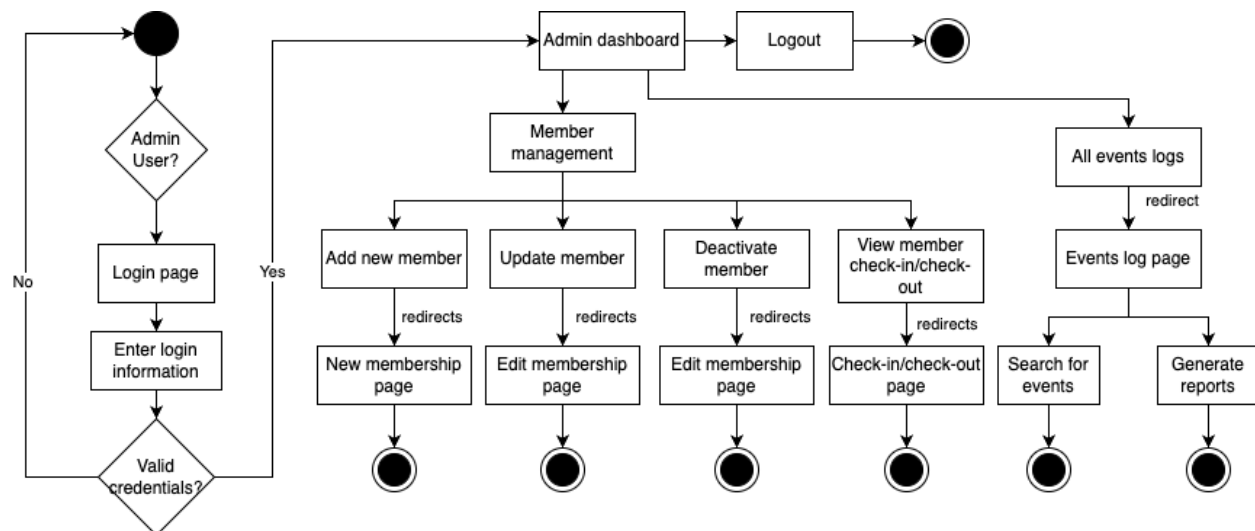 Admin dashboard
Logout
Admin
User?
Member
management
All events logs
redirect
Login page
No
Yes
Add new member
Update member
Deactivate
member
View member
check-in/check-
out
Events log page
redirects
redirects
redirects
redirects
Enter login
information
New membership
page
Edit membership
page
Edit membership
page
Check-in/check-out
page
Search for
events
Generate
reports
Valid
credentials?